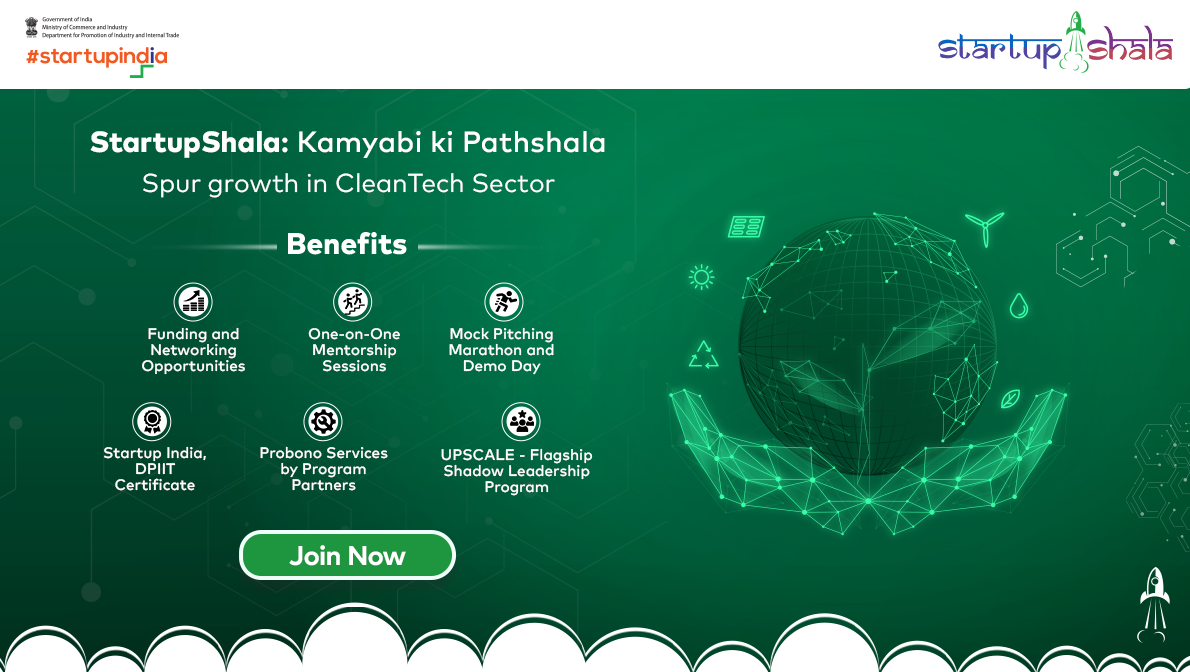 Government of India
Ministry of Commerce and Industry
Department for Promotion of Industry and Internal Trade
#startupindia
startup shala
StartupShala: Kamyabi ki Pathshala
Spur growth in CleanTech Sector
Benefits
Funding and
Networking
Opportunities
One-on-One
Mentorship
Sessions
Mock Pitching
Marathon and
Demo Day
Startup India,
DPIIT
Certificate
Probono Services
by Program
Partners
UPSCALE - Flagship
Shadow Leadership
Program
Join Now